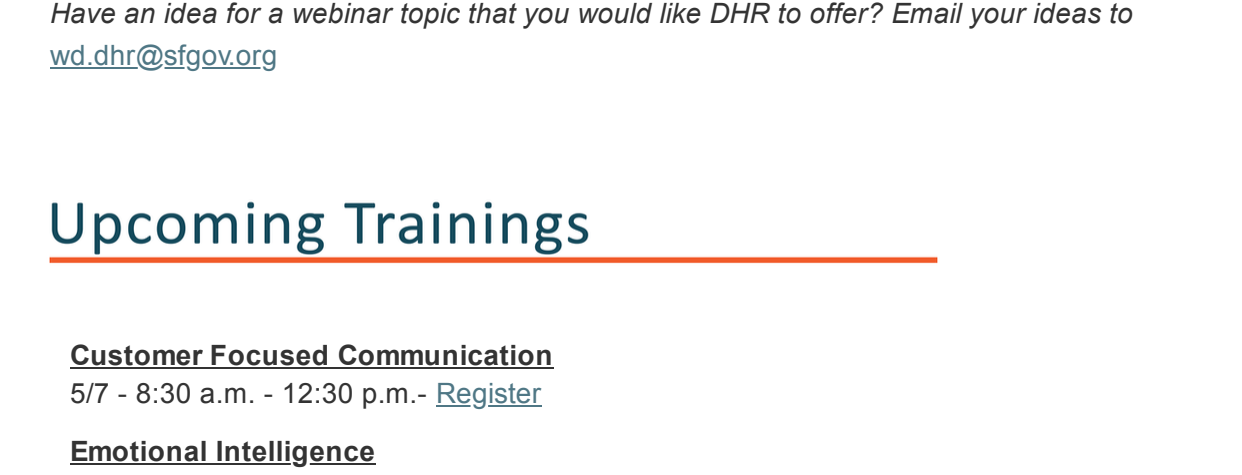 Have an idea for a webinar topic that you would like DHR to offer? Email your ideas to
wd.dhr@sfgov.org
Upcoming Trainings
Customer Focused Communication
5/7 - 8:30 a.m. - 12:30 p.m.- Register
Emotional Intelligence